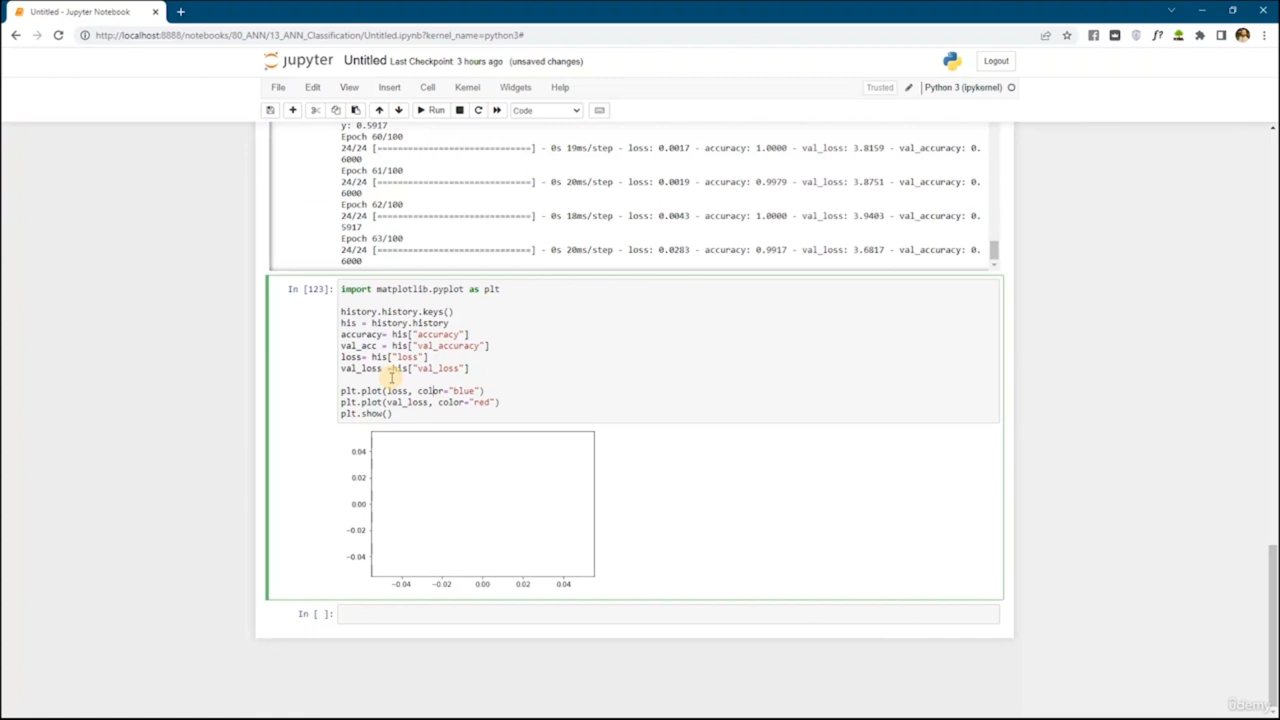 Untitled - Jupyter Notebook
http://localhost:8888/notebooks/80_ANN/13_ANN_Classification/Untitled.ipynb?kernel_name=python3#
jupyter Untitled Last Checkpoint: 3 hours ago (unsaved changes) Logout
File Edit View Insert Cell Kernel Widgets Help Trusted Python 3 (ipykernel)
Run Code
y: 0.5917
Epoch 60/100
24/24 [==============================] - 0s 19ms/step - loss: 0.0017 - accuracy: 1.0000 - val_loss: 3.8159 - val_accuracy: 0.
6000
Epoch 61/100
24/24 [==============================] - 0s 20ms/step - loss: 0.0019 - accuracy: 0.9979 - val_loss: 3.8751 - val_accuracy: 0.
6000
Epoch 62/100
24/24 [==============================] - 0s 18ms/step - loss: 0.0043 - accuracy: 1.0000 - val_loss: 3.9403 - val_accuracy: 0.
5917
Epoch 63/100
24/24 [==============================] - 0s 20ms/step - loss: 0.0283 - accuracy: 0.9917 - val_loss: 3.6817 - val_accuracy: 0.
6000
In [123]: import matplotlib.pyplot as plt
history.history.keys()
his = history.history
accuracy= his["accuracy"]
val_acc = his["val_accuracy"]
loss= his["loss"]
val_loss =his["val_loss"]
plt.plot(loss, color="blue")
plt.plot(val_loss, color="red")
plt.show()
0.04
0.02
0.00
−0.02
−0.04
−0.04 −0.02 0.00 0.02 0.04
In [ ]:
ûdemy